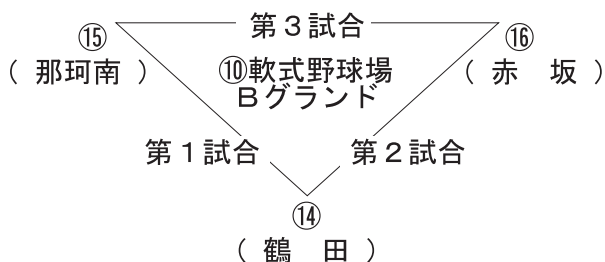 第３試合
⑮
⑯
（ 那珂南 ）
⑩軟式野球場
（ 赤　坂 ）
Ｂグランド
第１試合
第２試合
⑭
（ 鶴　田 ）